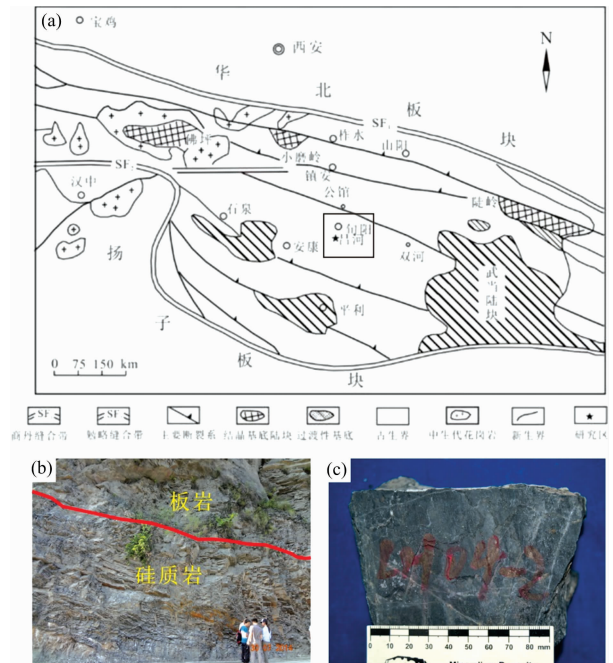 (a)
宝鸡
西安
N
华
北
板
块
SF₁
柞水
山阳
佛坪
小磨岭
镇安
SF₂
汉中
公馆
陡岭
石泉
旬阳
吕河
安康
双河
武当陆块
扬
子
板
块
平利
0 75 150 km
SF
SF
商丹缝合带
勉略缝合带
主要断裂系
结晶基底陆块
过渡性基底
古生界
中生代花岗岩
新生界
研究区
(b)
板岩
硅质岩
(c)
0 10 20 30 40 50 60 70 80 mm